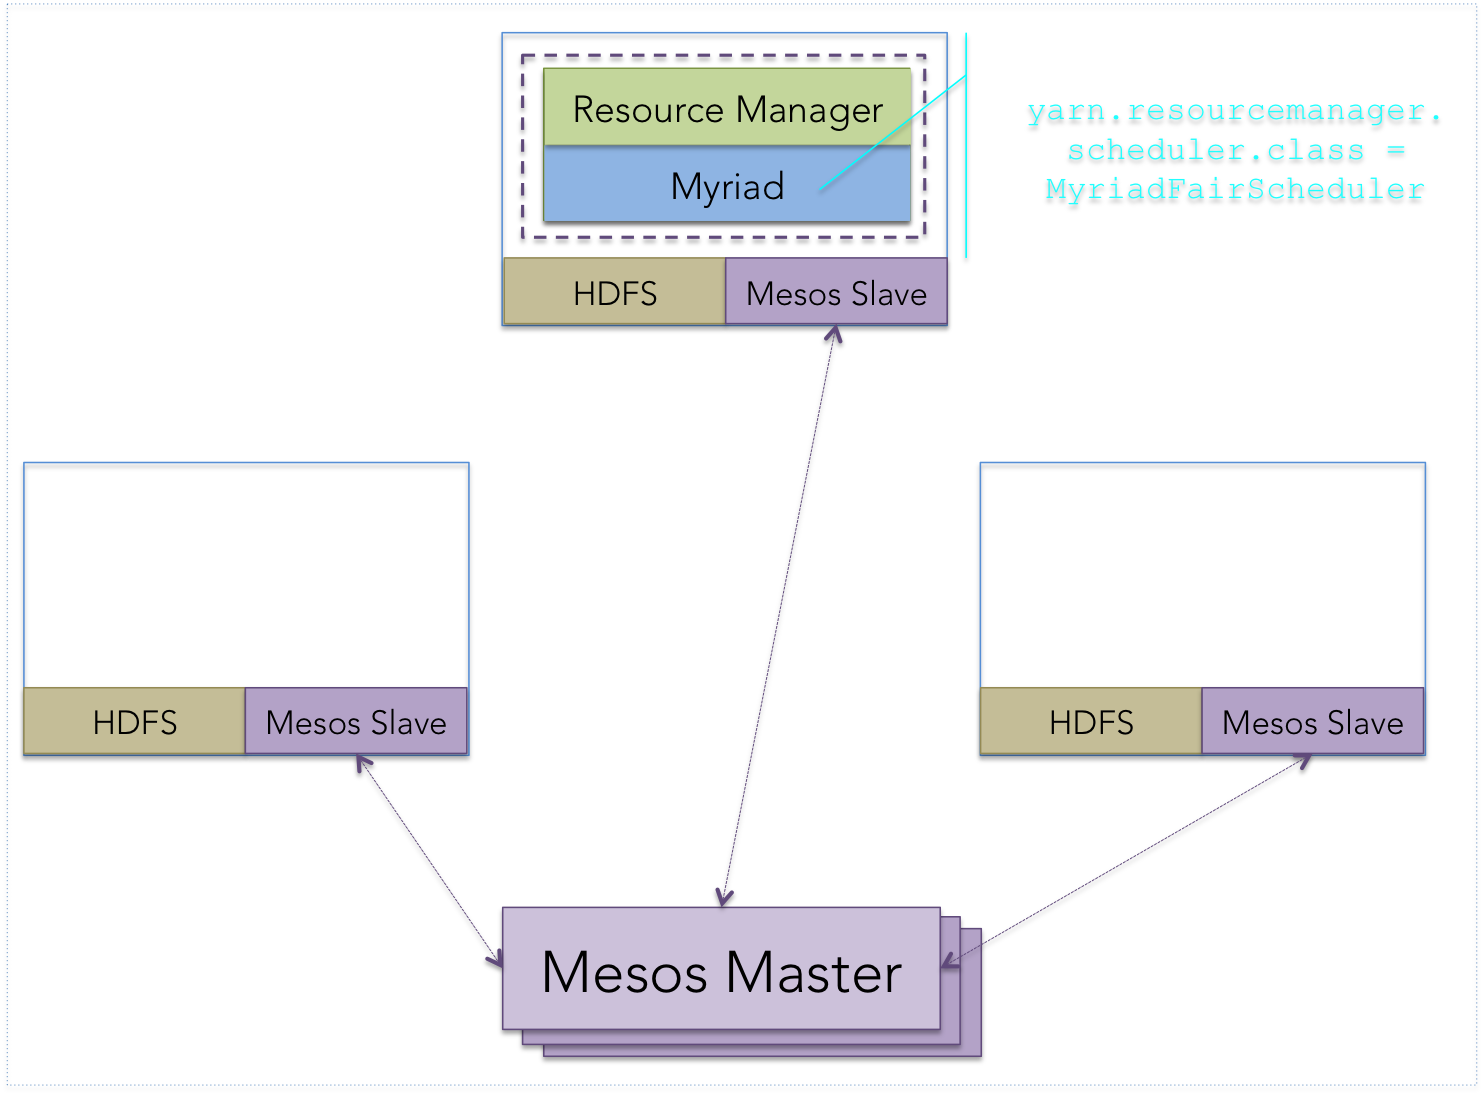 Resource Manager
Myriad
yarn.resourcemanager.
scheduler.class =
MyriadFairScheduler
HDFS
Mesos Slave
HDFS
Mesos Slave
HDFS
Mesos Slave
Mesos Master